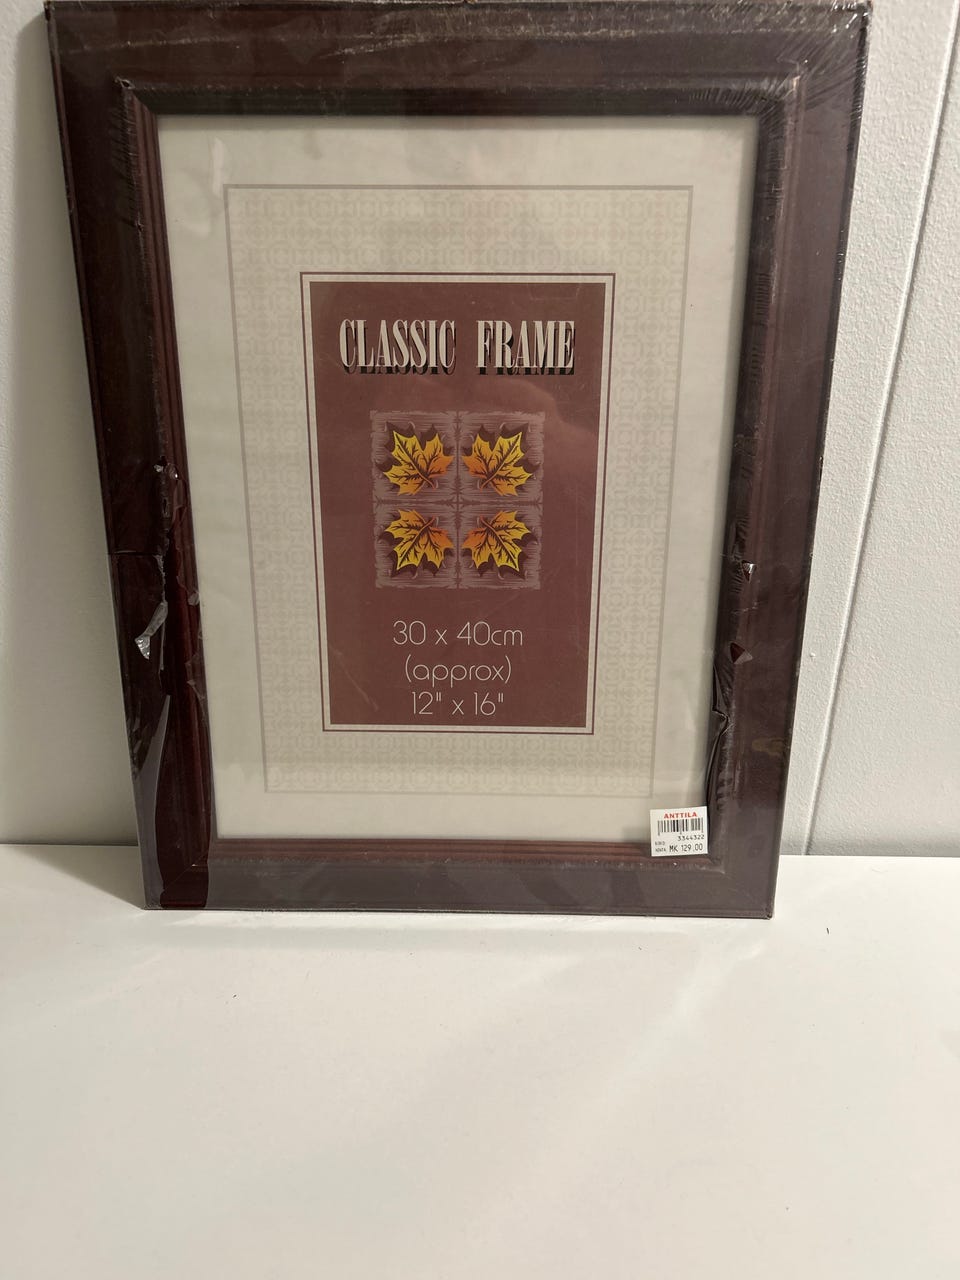 CLASSIC FRAME
30 x 40cm
(approx)
12" x 16"
ANTTILA
3344322
MK 129,00